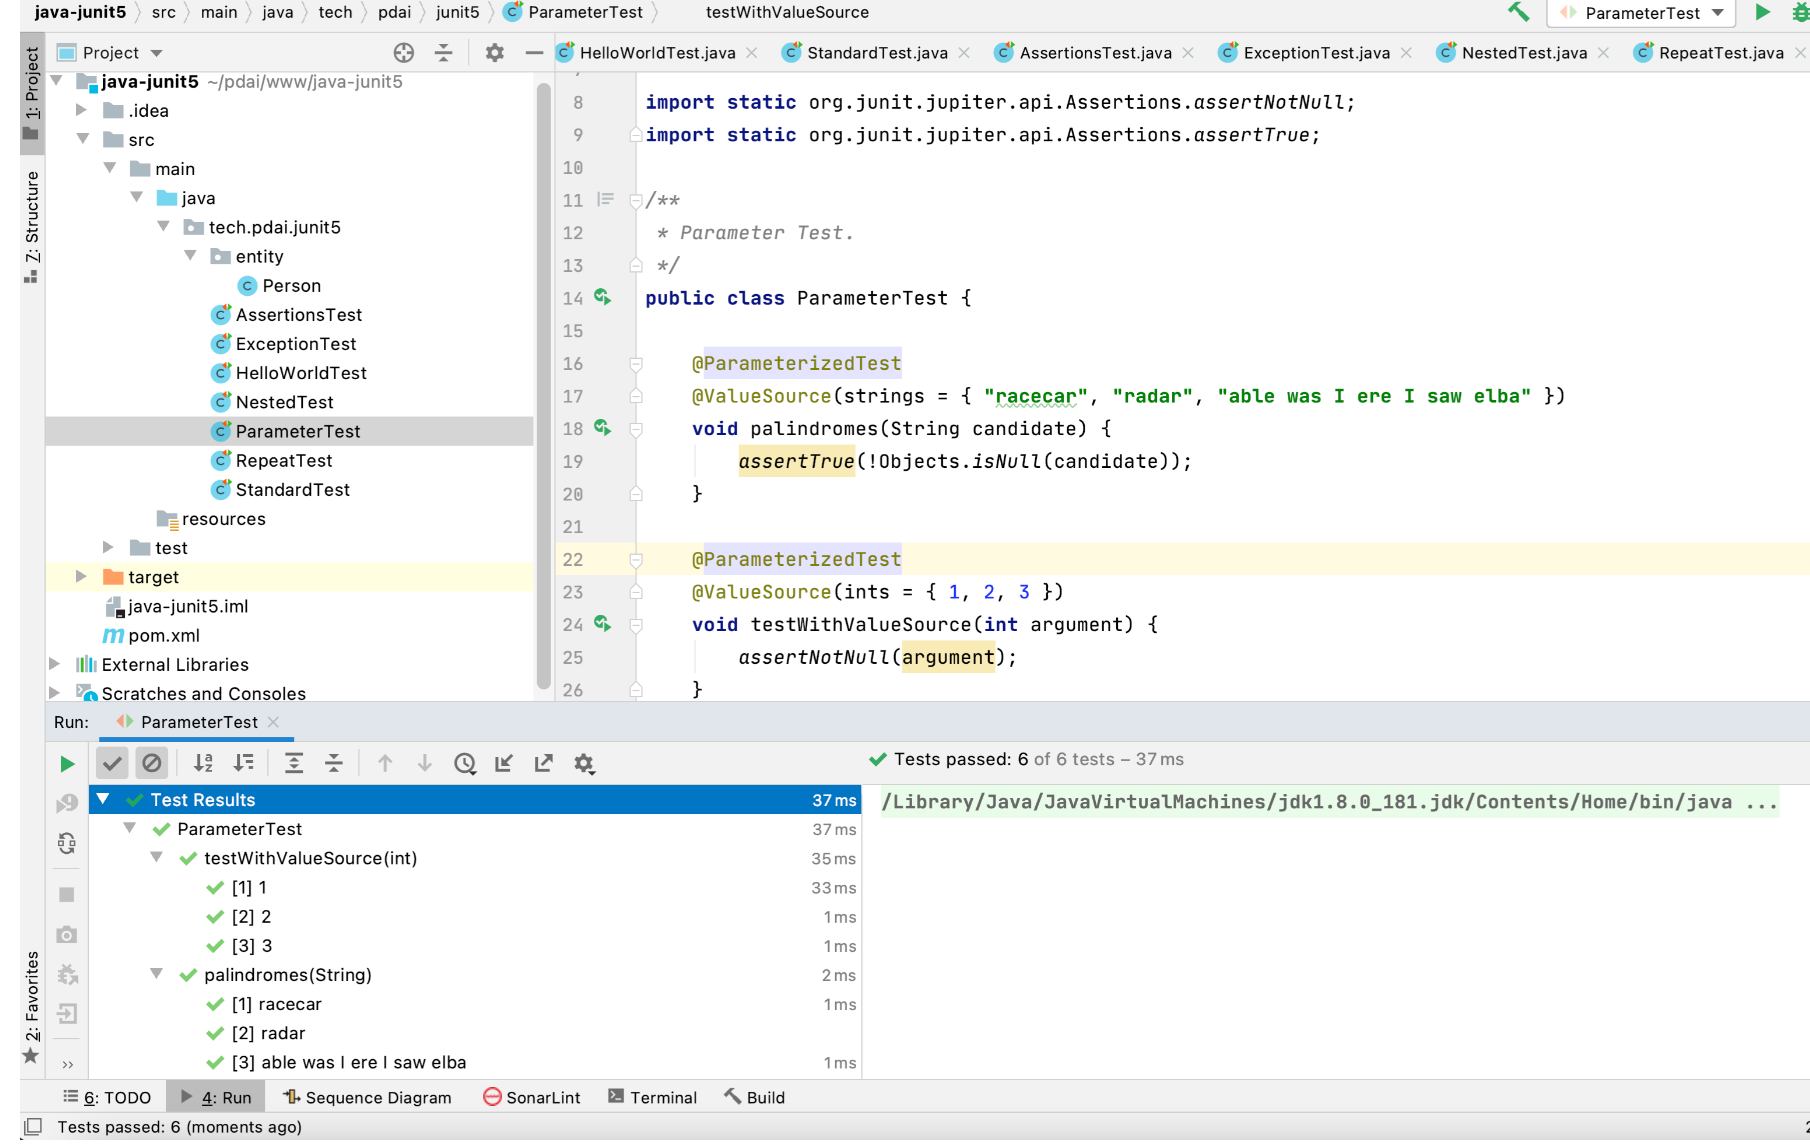 java-junit5 src main java tech pdai junit5 ParameterTest testWithValueSource ParameterTest
1: Project
7: Structure
2: Favorites
Project
java-junit5 ~/pdai/www/java-junit5
.idea
src
main
java
tech.pdai.junit5
entity
Person
AssertionsTest
ExceptionTest
HelloWorldTest
NestedTest
ParameterTest
RepeatTest
StandardTest
resources
test
target
java-junit5.iml
pom.xml
External Libraries
Scratches and Consoles
HelloWorldTest.java StandardTest.java AssertionsTest.java ExceptionTest.java NestedTest.java RepeatTest.java
8 import static org.junit.jupiter.api.Assertions.assertNotNull;
9 import static org.junit.jupiter.api.Assertions.assertTrue;
10
11 /**
12 * Parameter Test.
13 */
14 public class ParameterTest {
15
16 @ParameterizedTest
17 @ValueSource(strings = { "racecar", "radar", "able was I ere I saw elba" })
18 void palindromes(String candidate) {
19 assertTrue(!Objects.isNull(candidate));
20 }
21
22 @ParameterizedTest
23 @ValueSource(ints = { 1, 2, 3 })
24 void testWithValueSource(int argument) {
25 assertNotNull(argument);
26 }
Run: ParameterTest
Tests passed: 6 of 6 tests – 37 ms
Test Results 37 ms
ParameterTest 37 ms
testWithValueSource(int) 35 ms
[1] 1 33 ms
[2] 2 1 ms
[3] 3 1 ms
palindromes(String) 2 ms
[1] racecar 1 ms
[2] radar
[3] able was I ere I saw elba 1 ms
/Library/Java/JavaVirtualMachines/jdk1.8.0_181.jdk/Contents/Home/bin/java ...
6: TODO 4: Run Sequence Diagram SonarLint Terminal Build
Tests passed: 6 (moments ago)